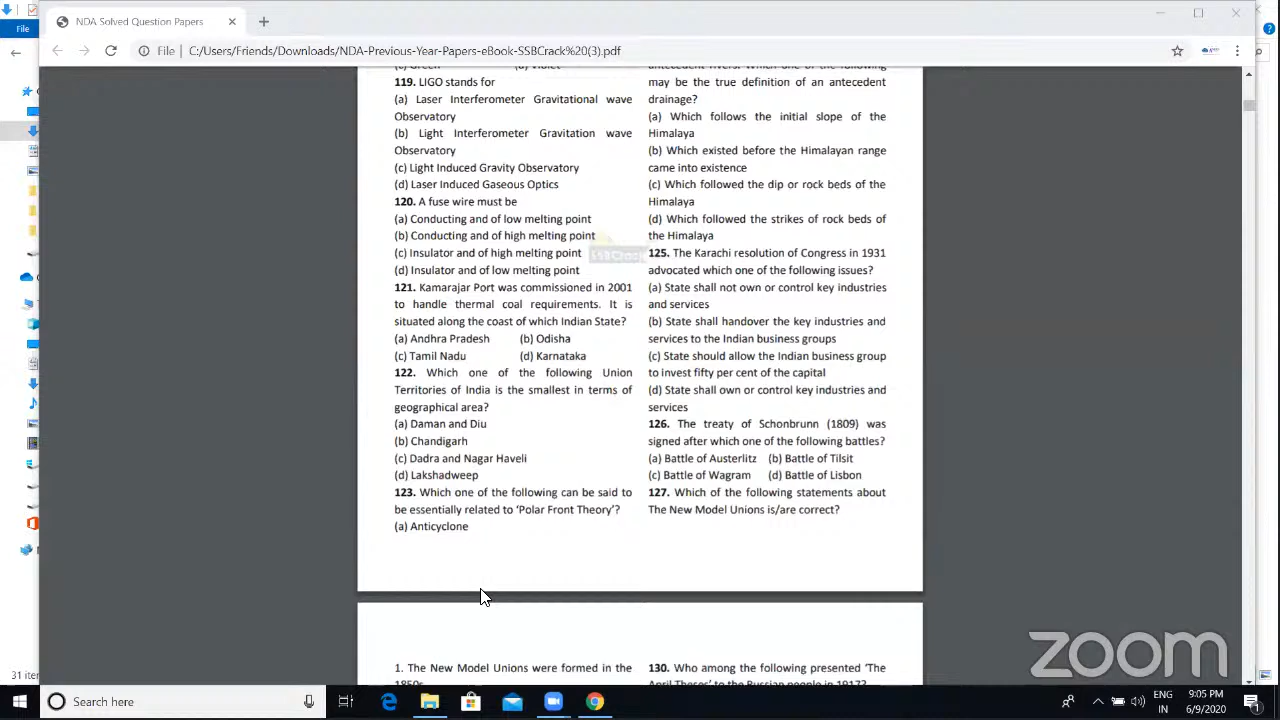 NDA Solved Question Papers
File
File | C:/Users/Friends/Downloads/NDA-Previous-Year-Papers-eBook-SSBCrack%20(3).pdf
119. LIGO stands for
(a) Laser Interferometer Gravitational wave
Observatory
(b) Light Interferometer Gravitation wave
Observatory
(c) Light Induced Gravity Observatory
(d) Laser Induced Gaseous Optics
120. A fuse wire must be
(a) Conducting and of low melting point
(b) Conducting and of high melting point
(c) Insulator and of high melting point
(d) Insulator and of low melting point
121. Kamarajar Port was commissioned in 2001
to handle thermal coal requirements. It is
situated along the coast of which Indian State?
(a) Andhra Pradesh (b) Odisha
(c) Tamil Nadu (d) Karnataka
122. Which one of the following Union
Territories of India is the smallest in terms of
geographical area?
(a) Daman and Diu
(b) Chandigarh
(c) Dadra and Nagar Haveli
(d) Lakshadweep
123. Which one of the following can be said to
be essentially related to ‘Polar Front Theory’?
(a) Anticyclone
antecedent rivers. Which one of the following
may be the true definition of an antecedent
drainage?
(a) Which follows the initial slope of the
Himalaya
(b) Which existed before the Himalayan range
came into existence
(c) Which followed the dip or rock beds of the
Himalaya
(d) Which followed the strikes of rock beds of
the Himalaya
125. The Karachi resolution of Congress in 1931
advocated which one of the following issues?
(a) State shall not own or control key industries
and services
(b) State shall handover the key industries and
services to the Indian business groups
(c) State should allow the Indian business group
to invest fifty per cent of the capital
(d) State shall own or control key industries and
services
126. The treaty of Schonbrunn (1809) was
signed after which one of the following battles?
(a) Battle of Austerlitz (b) Battle of Tilsit
(c) Battle of Wagram (d) Battle of Lisbon
127. Which of the following statements about
The New Model Unions is/are correct?
SSBCrack
1. The New Model Unions were formed in the
1850s
130. Who among the following presented ‘The
April Theses’ to the Russian people in 1917?
zoom
31 iter
Search here
ENG
IN
9:05 PM
6/9/2020